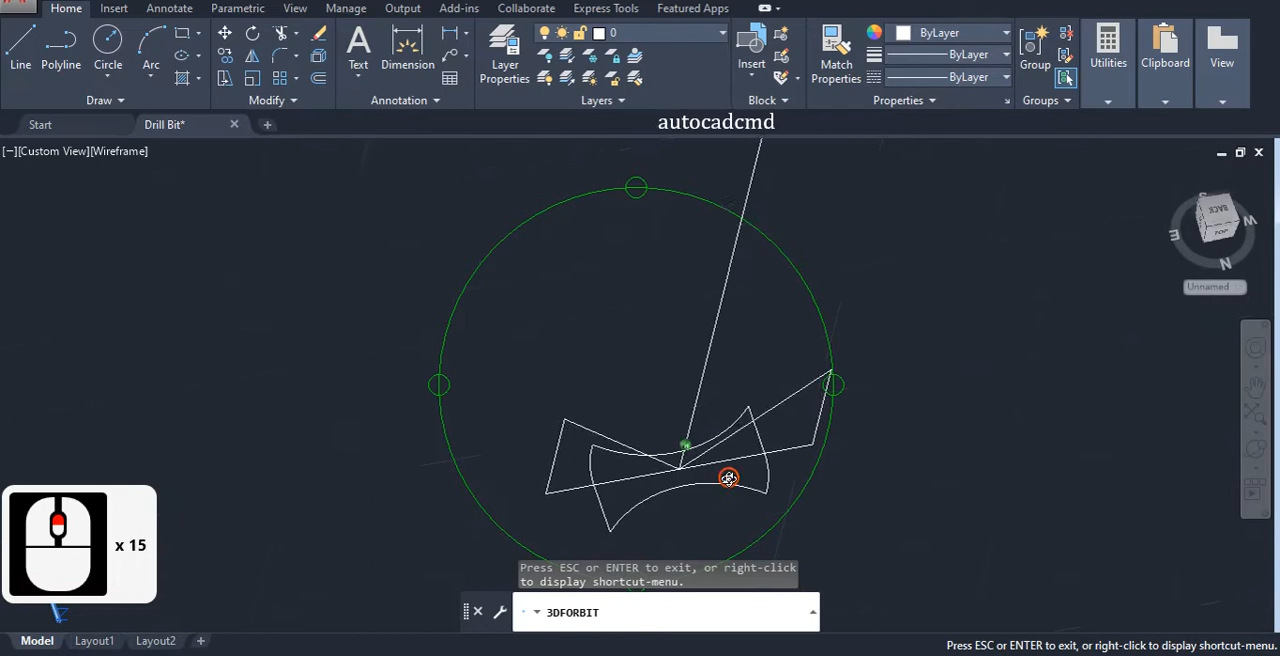 Home Insert Annotate Parametric View Manage Output Add-ins Collaborate Express Tools Featured Apps
0
ByLayer
ByLayer
ByLayer
Line Polyline Circle Arc Text Dimension Layer Properties Insert Match Properties Group Utilities Clipboard View
Draw Modify Annotation Layers Block Properties Groups
Start Drill Bit*
autocadcmd
[−][Custom View][Wireframe]
S
BACK
W
E
N
Unnamed
x 15
Press ESC or ENTER to exit, or right-click
to display shortcut-menu.
3DFORBIT
Model Layout1 Layout2
Press ESC or ENTER to exit, or right-click to display shortcut-menu.